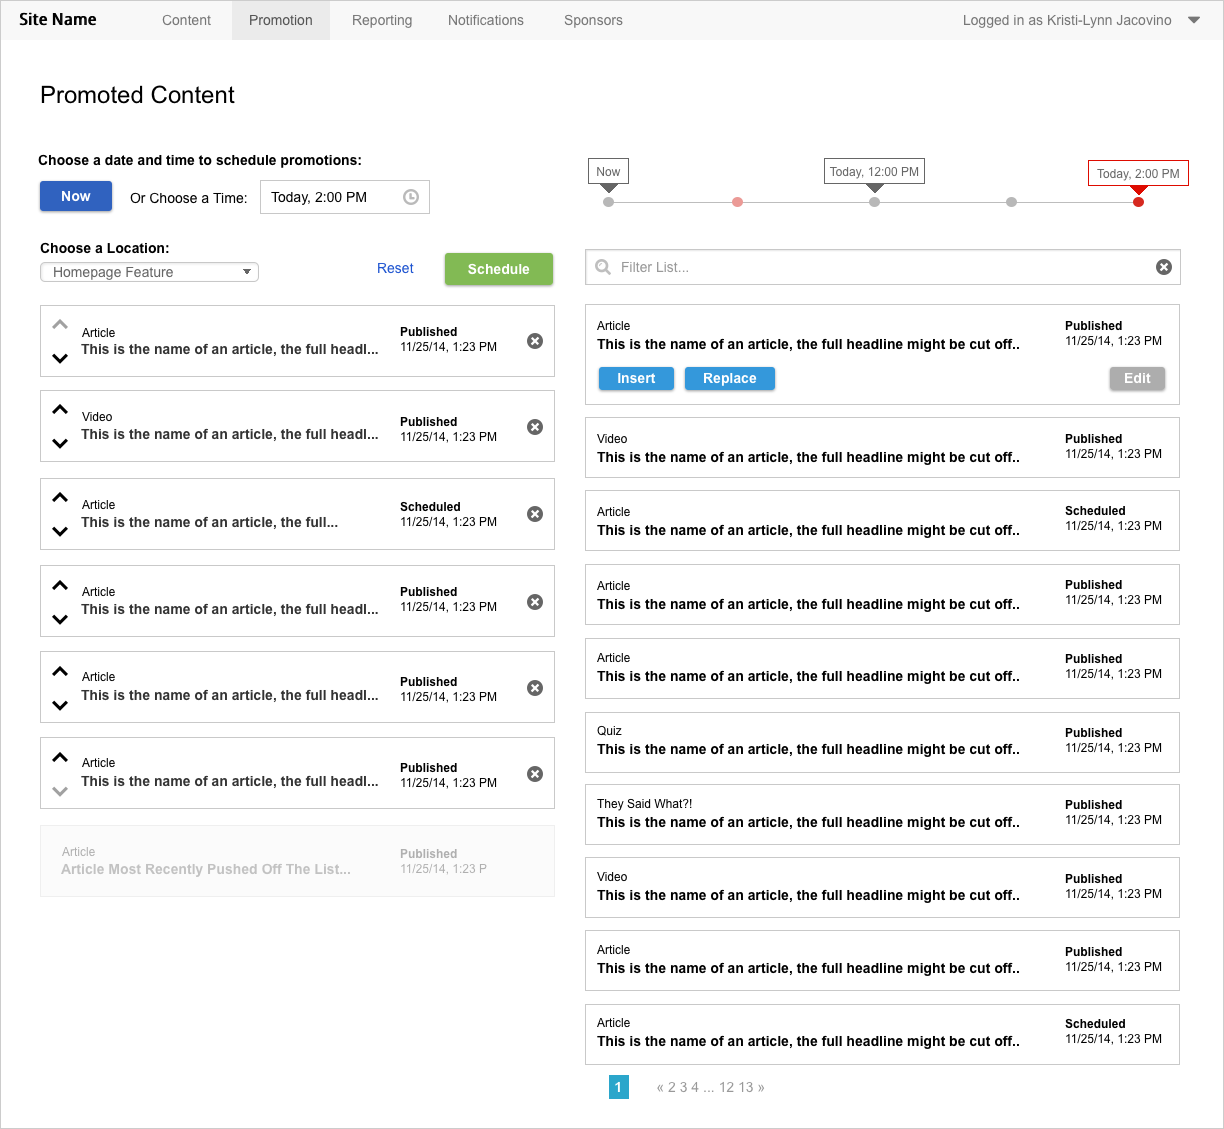 Site Name
Content
Promotion
Reporting
Notifications
Sponsors
Logged in as Kristi-Lynn Jacovino
Promoted Content
Choose a date and time to schedule promotions:
Now
Or Choose a Time:
Today, 2:00 PM
Now
Today, 12:00 PM
Today, 2:00 PM
Choose a Location:
Homepage Feature
Reset
Schedule
Article
This is the name of an article, the full headl...
Published
11/25/14, 1:23 PM
Video
This is the name of an article, the full headl...
Published
11/25/14, 1:23 PM
Article
This is the name of an article, the full...
Scheduled
11/25/14, 1:23 PM
Article
This is the name of an article, the full headl...
Published
11/25/14, 1:23 PM
Article
This is the name of an article, the full headl...
Published
11/25/14, 1:23 PM
Article
This is the name of an article, the full headl...
Published
11/25/14, 1:23 PM
Article
Article Most Recently Pushed Off The List...
Published
11/25/14, 1:23 P
Filter List...
Article
This is the name of an article, the full headline might be cut off..
Published
11/25/14, 1:23 PM
Insert
Replace
Edit
Video
This is the name of an article, the full headline might be cut off..
Published
11/25/14, 1:23 PM
Article
This is the name of an article, the full headline might be cut off..
Scheduled
11/25/14, 1:23 PM
Article
This is the name of an article, the full headline might be cut off..
Published
11/25/14, 1:23 PM
Article
This is the name of an article, the full headline might be cut off..
Published
11/25/14, 1:23 PM
Quiz
This is the name of an article, the full headline might be cut off..
Published
11/25/14, 1:23 PM
They Said What?!
This is the name of an article, the full headline might be cut off..
Published
11/25/14, 1:23 PM
Video
This is the name of an article, the full headline might be cut off..
Published
11/25/14, 1:23 PM
Article
This is the name of an article, the full headline might be cut off..
Published
11/25/14, 1:23 PM
Article
This is the name of an article, the full headline might be cut off..
Scheduled
11/25/14, 1:23 PM
1 « 2 3 4 ... 12 13 »